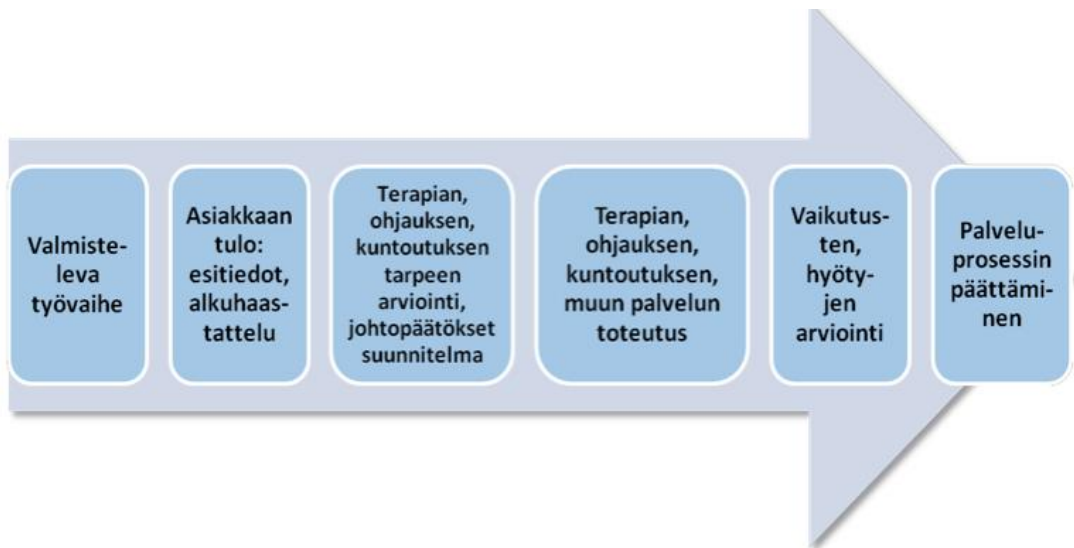 Valmiste-
leva
työvaihe
Asiakkaan
tulo:
esitiedot,
alkuhaas-
tattelu
Terapian,
ohjauksen,
kuntoutuksen
tarpeen
arviointi,
johtopäätökset
suunnitelma
Terapian,
ohjauksen,
kuntoutuksen,
muun palvelun
toteutus
Vaikutus-
ten,
hyöty-
jen
arviointi
Palvelu-
prosessin
päättämi-
nen